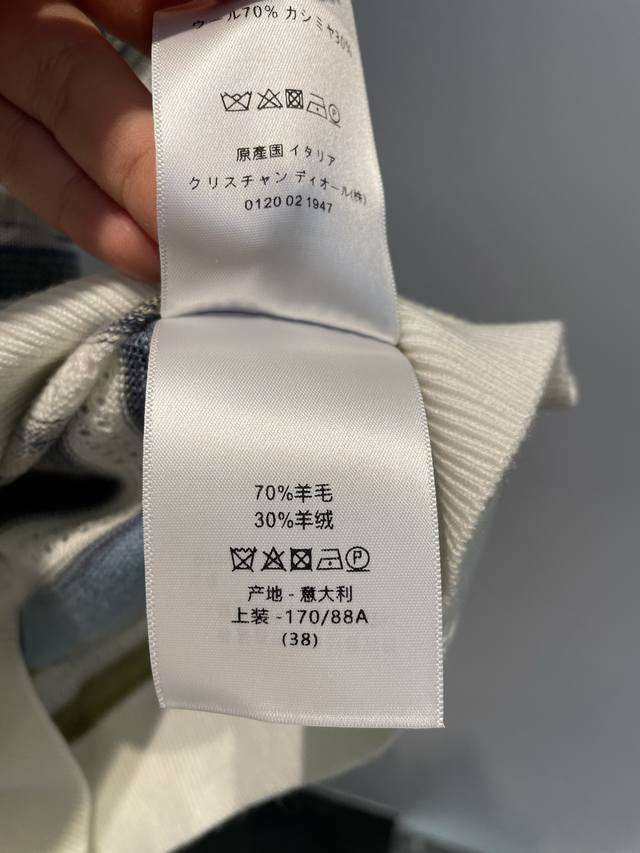 ウール70% カシミヤ30%
原産国 イタリア
クリスチャン ディオール(株)
0120 02 1947
70%羊毛
30%羊绒
P
产地 - 意大利
上装 -170/88A
(38)